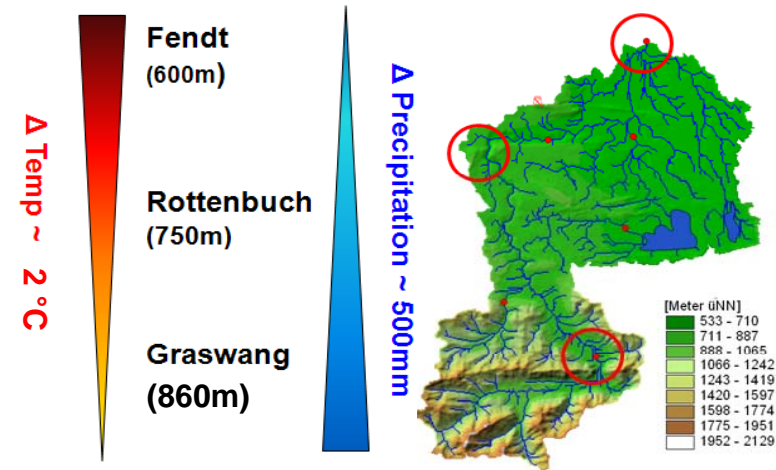 Fendt
(600m)
Rottenbuch
(750m)
Graswang
(860m)
Δ Temp ~ 2 °C
Δ Precipitation ~ 500mm
[Meter üNN]
533 - 710
711 - 887
888 - 1065
1066 - 1242
1243 - 1419
1420 - 1597
1598 - 1774
1775 - 1951
1952 - 2129